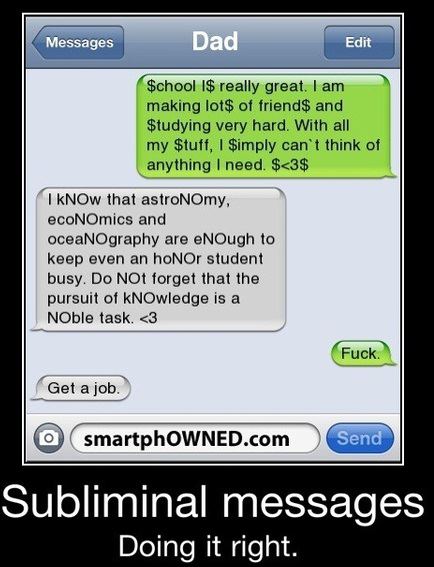 Messages
Dad
Edit
$chool I$ really great. I am
making lot$ of friend$ and
$tudying very hard. With all
my $tuff, I $imply can`t think of
anything I need. $<3$
I kNOw that astroNOmy,
ecoNOmics and
oceaNOgraphy are eNOugh to
keep even an hoNOr student
busy. Do NOt forget that the
pursuit of kNOwledge is a
NOble task. <3
Fuck.
Get a job.
smartphOWNED.com
Send
Subliminal messages
Doing it right.